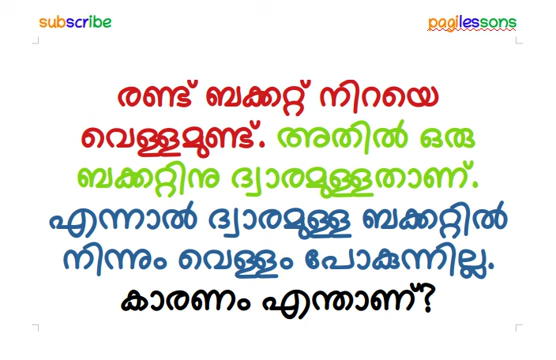 subscribe
pagilessons
രണ്ട് ബക്കറ്റ് നിറയെ
വെള്ളമുണ്ട്. അതിൽ ഒരു
ബക്കറ്റിനു ദ്വാരമുള്ളതാണ്.
എന്നാൽ ദ്വാരമുള്ള ബക്കറ്റിൽ
നിന്നും വെള്ളം പോകുന്നില്ല.
കാരണം എന്താണ്?